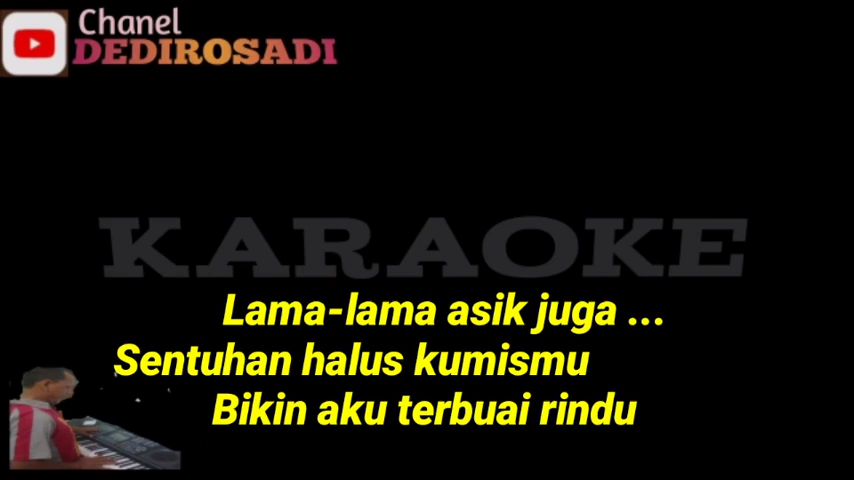 Chanel
DEDIROSADI
KARAOKE
Lama-lama asik juga ...
Sentuhan halus kumismu
Bikin aku terbuai rindu